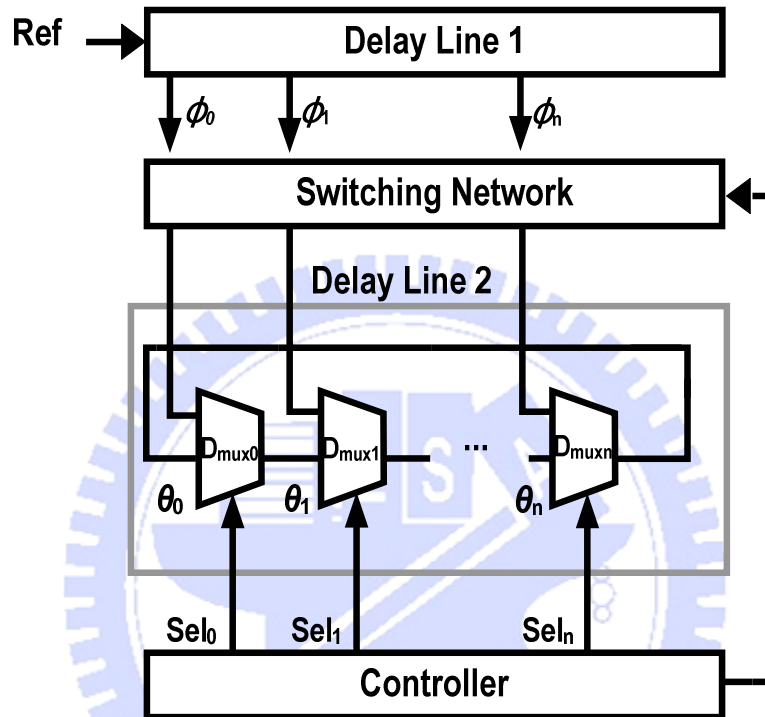 Ref
Delay Line 1
ϕ0 ϕ1 ϕn
Switching Network
Delay Line 2
Dmux0 Dmux1 ... Dmuxn
θ0 θ1 θn
Sel0 Sel1 Seln
Controller